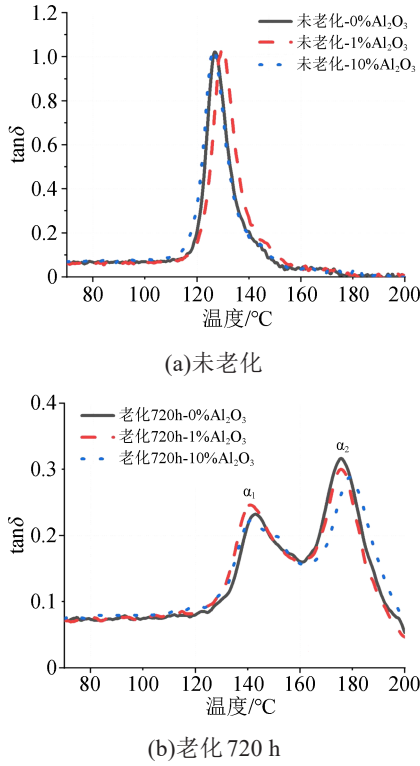 1.2
1.0
0.8
0.6
0.4
0.2
0
tanδ
未老化-0%Al₂O₃
未老化-1%Al₂O₃
未老化-10%Al₂O₃
80 100 120 140 160 180 200
温度/℃
(a)未老化
0.4
0.3
0.2
0.1
0
tanδ
老化720h-0%Al₂O₃
老化720h-1%Al₂O₃
老化720h-10%Al₂O₃
α₁
α₂
80 100 120 140 160 180 200
温度/℃
(b)老化 720 h